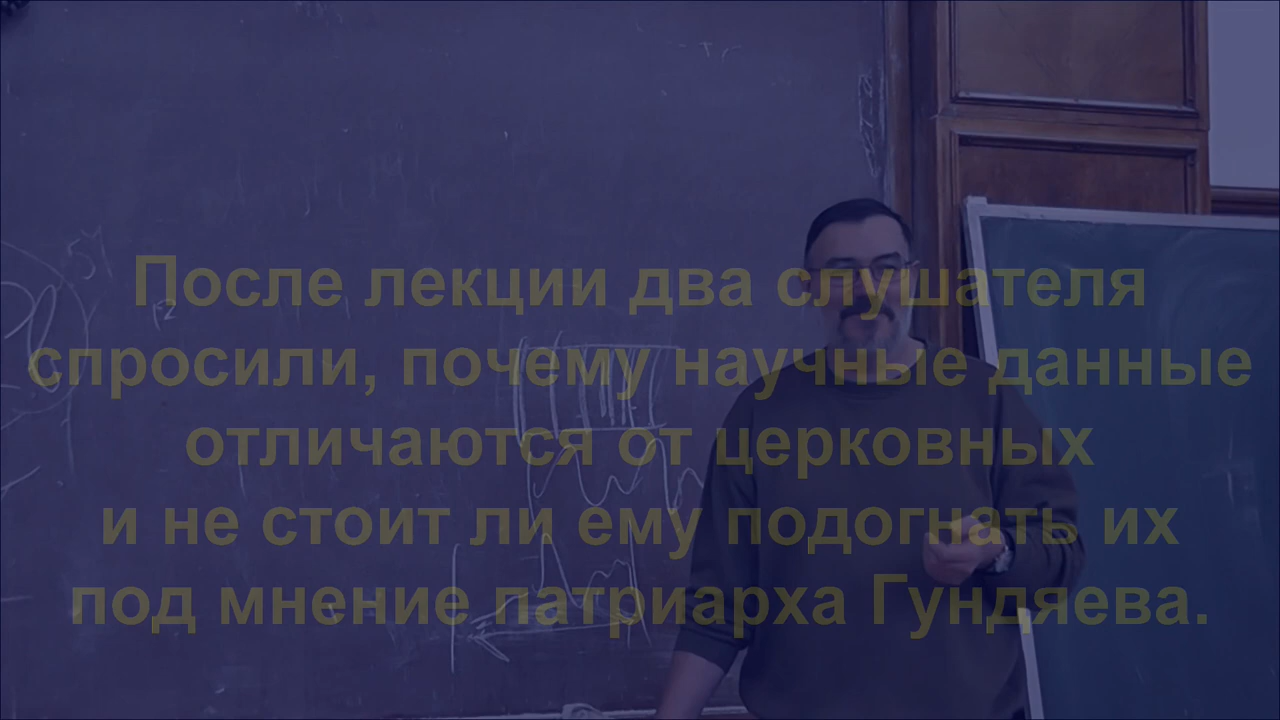 После лекции два слушателя
спросили, почему научные данные
отличаются от церковных
и не стоит ли ему подогнать их
под мнение патриарха Гундяева.